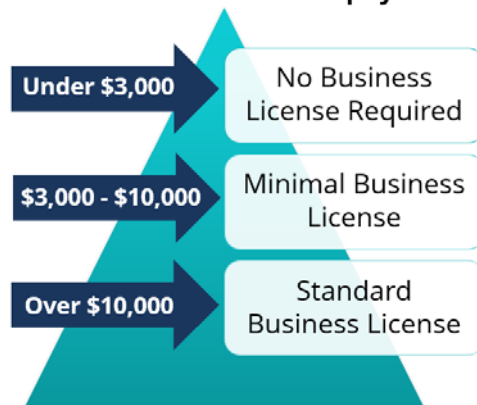 Under $3,000
No Business
License Required
$3,000 - $10,000
Minimal Business
License
Over $10,000
Standard
Business License